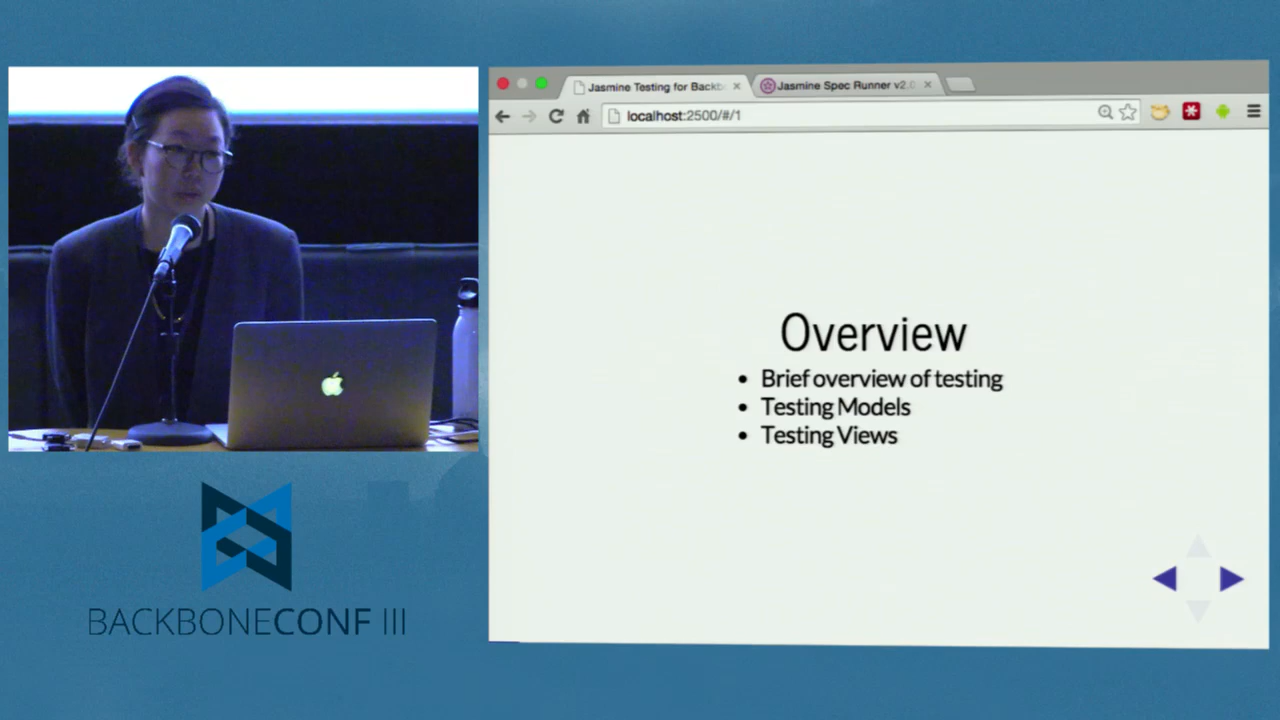 Jasmine Testing for Backb
Jasmine Spec Runner v2.0
localhost:2500/#/1
Overview
• Brief overview of testing
• Testing Models
• Testing Views
BACKBONECONF III